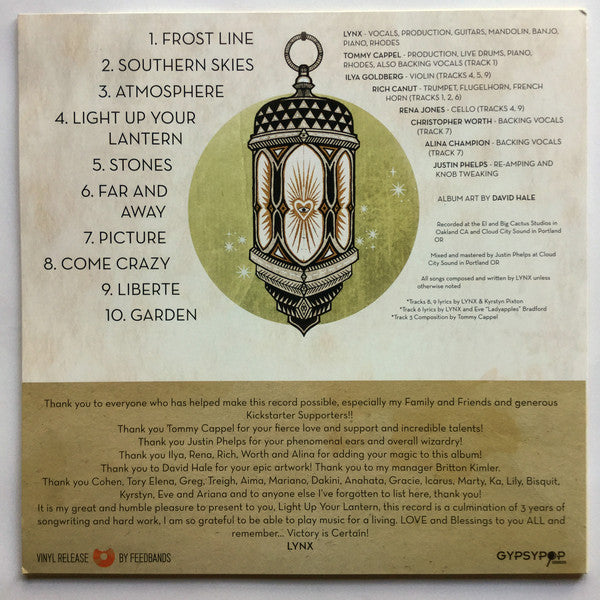 1. FROST LINE
2. SOUTHERN SKIES
3. ATMOSPHERE
4. LIGHT UP YOUR
LANTERN
5. STONES
6. FAR AND
AWAY
7. PICTURE
8. COME CRAZY
9. LIBERTE
10. GARDEN
LYNX - VOCALS, PRODUCTION, GUITARS, MANDOLIN, BANJO,
PIANO, RHODES
TOMMY CAPPEL - PRODUCTION, LIVE DRUMS, PIANO,
RHODES, ALSO BACKING VOCALS (TRACK 1)
ILYA GOLDBERG - VIOLIN (TRACKS 4, 5, 9)
RICH CANUT - TRUMPET, FLUGELHORN, FRENCH
HORN (TRACKS 1, 2, 6)
RENA JONES - CELLO (TRACKS 4, 9)
CHRISTOPHER WORTH - BACKING VOCALS
(TRACK 7)
ALINA CHAMPION - BACKING VOCALS
(TRACK 7)
JUSTIN PHELPS - RE-AMPING AND
KNOB TWEAKING
ALBUM ART BY DAVID HALE
Recorded at the El and Big Cactus Studios in
Oakland CA and Cloud City Sound in Portland
OR
Mixed and mastered by Justin Phelps at Cloud
City Sound in Portland OR
All songs composed and written by LYNX unless
otherwise noted
*Tracks 8, 9 lyrics by LYNX & Kyrstyn Pixton
*Track 6 lyrics by LYNX and Eve "Ladyapples" Bradford
*Track 3 Composition by Tommy Cappel
Thank you to everyone who has helped make this record possible, especially my Family and Friends and generous
Kickstarter Supporters!!
Thank you Tommy Cappel for your fierce love and support and incredible talents!
Thank you Justin Phelps for your phenomenal ears and overall wizardry!
Thank you Ilya, Rena, Rich, Worth and Alina for adding your magic to this album!
Thank you to David Hale for your epic artwork! Thank you to my manager Britton Kimler.
Thank you Cohen, Tory Elena, Greg, Treigh, Aima, Mariano, Dakini, Anahata, Gracie, Icarus, Marty, Ka, Lily, Bisquit,
Kyrstyn, Eve and Ariana and to anyone else I've forgotten to list here, thank you!
It is my great and humble pleasure to present to you, Light Up Your Lantern, this record is a culmination of 3 years of
songwriting and hard work, I am so grateful to be able to play music for a living. LOVE and Blessings to you ALL and
remember... Victory is Certain!
LYNX
VINYL RELEASE BY FEEDBANDS
GYPSYPOP